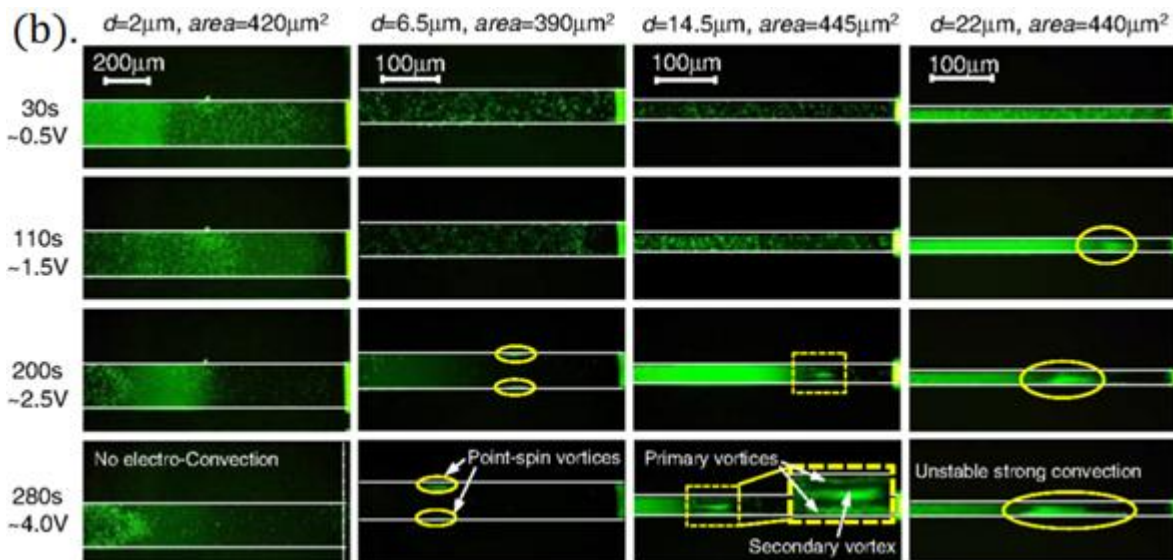 (b).
d=2μm, area=420μm²
d=6.5μm, area=390μm²
d=14.5μm, area=445μm²
d=22μm, area=440μm²
200μm
100μm
100μm
100μm
30s
~0.5V
110s
~1.5V
200s
~2.5V
280s
~4.0V
No electro-Convection
Point-spin vortices
Primary vortices
Secondary vortex
Unstable strong convection